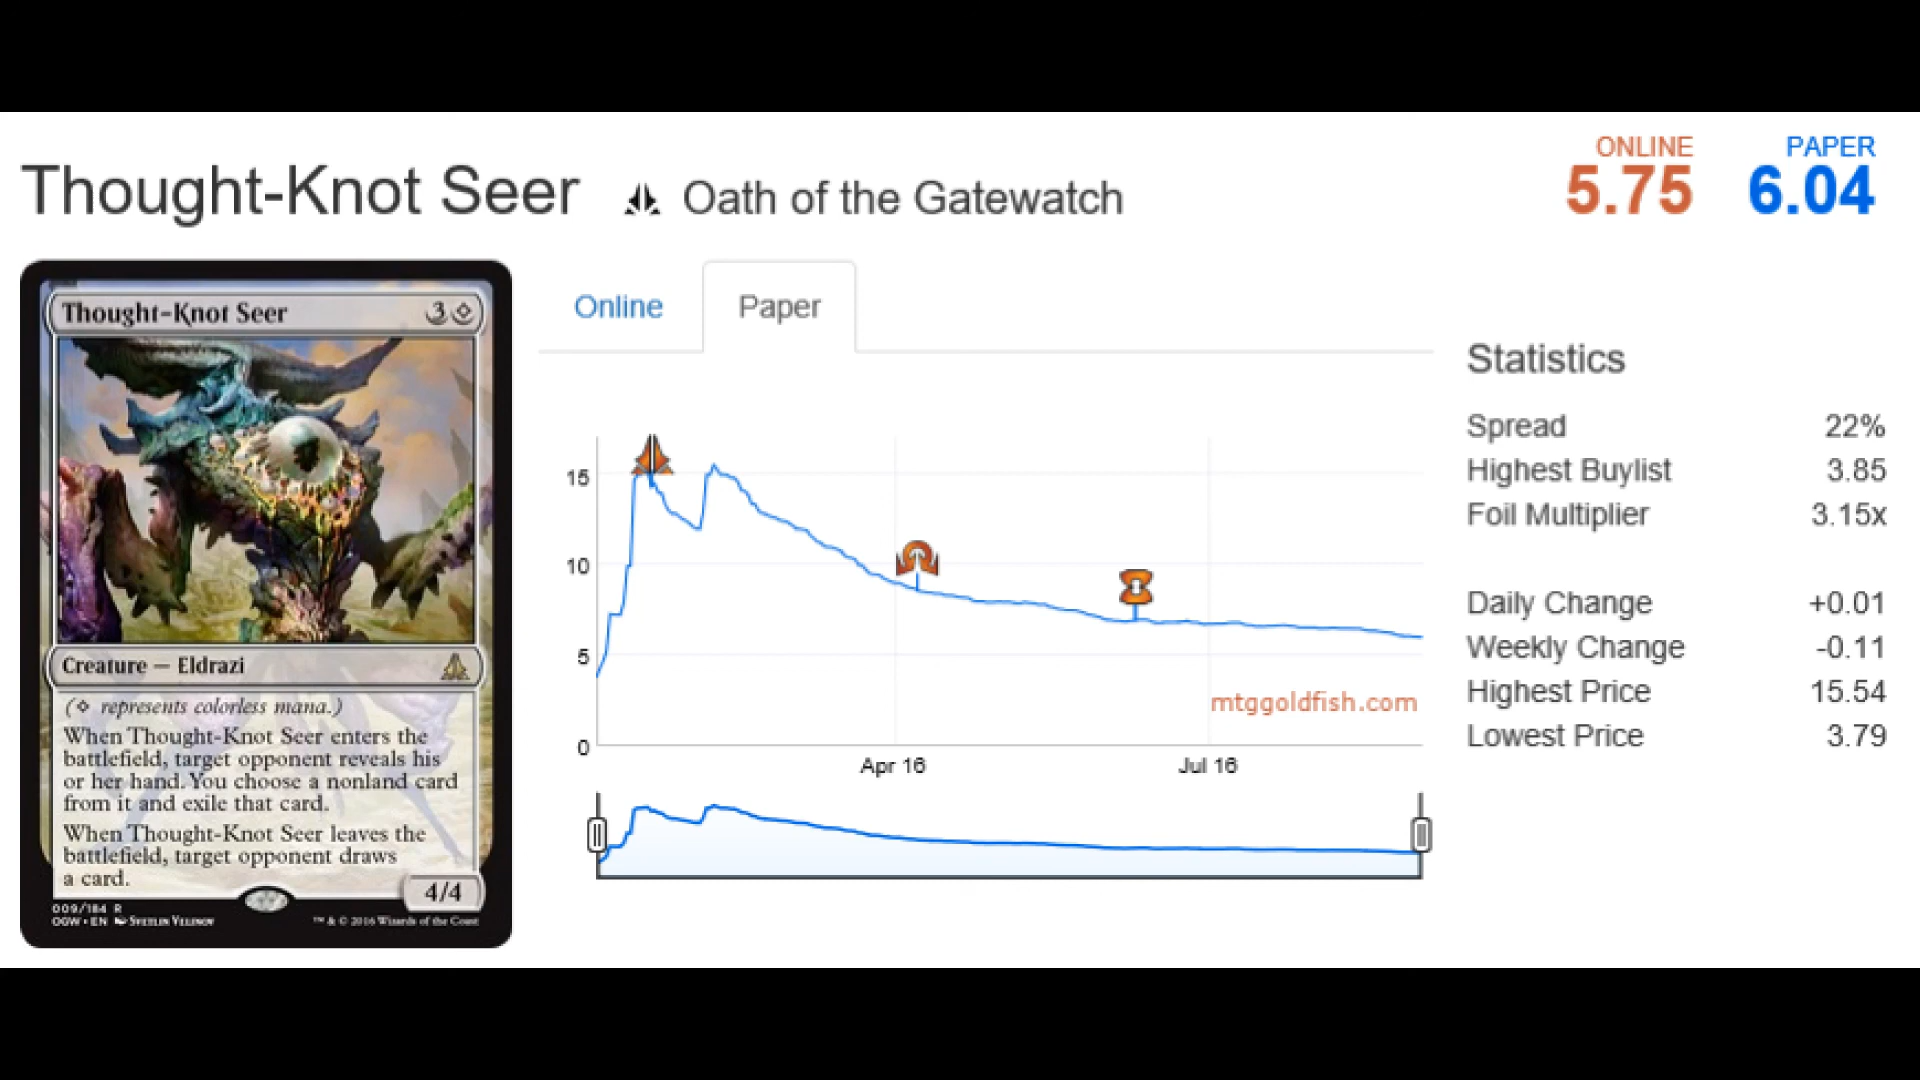 Thought-Knot Seer
Oath of the Gatewatch
ONLINE
5.75
PAPER
6.04
Thought-Knot Seer 3
Creature — Eldrazi
(◇ represents colorless mana.)
When Thought-Knot Seer enters the
battlefield, target opponent reveals his
or her hand. You choose a nonland card
from it and exile that card.
When Thought-Knot Seer leaves the
battlefield, target opponent draws
a card.
4/4
009/184 R
OGW • EN SVETLIN VELINOV
™ & © 2016 Wizards of the Coast
Online
Paper
15
10
5
0
Apr 16
Jul 16
mtggoldfish.com
Statistics
Spread 22%
Highest Buylist 3.85
Foil Multiplier 3.15x
Daily Change +0.01
Weekly Change -0.11
Highest Price 15.54
Lowest Price 3.79